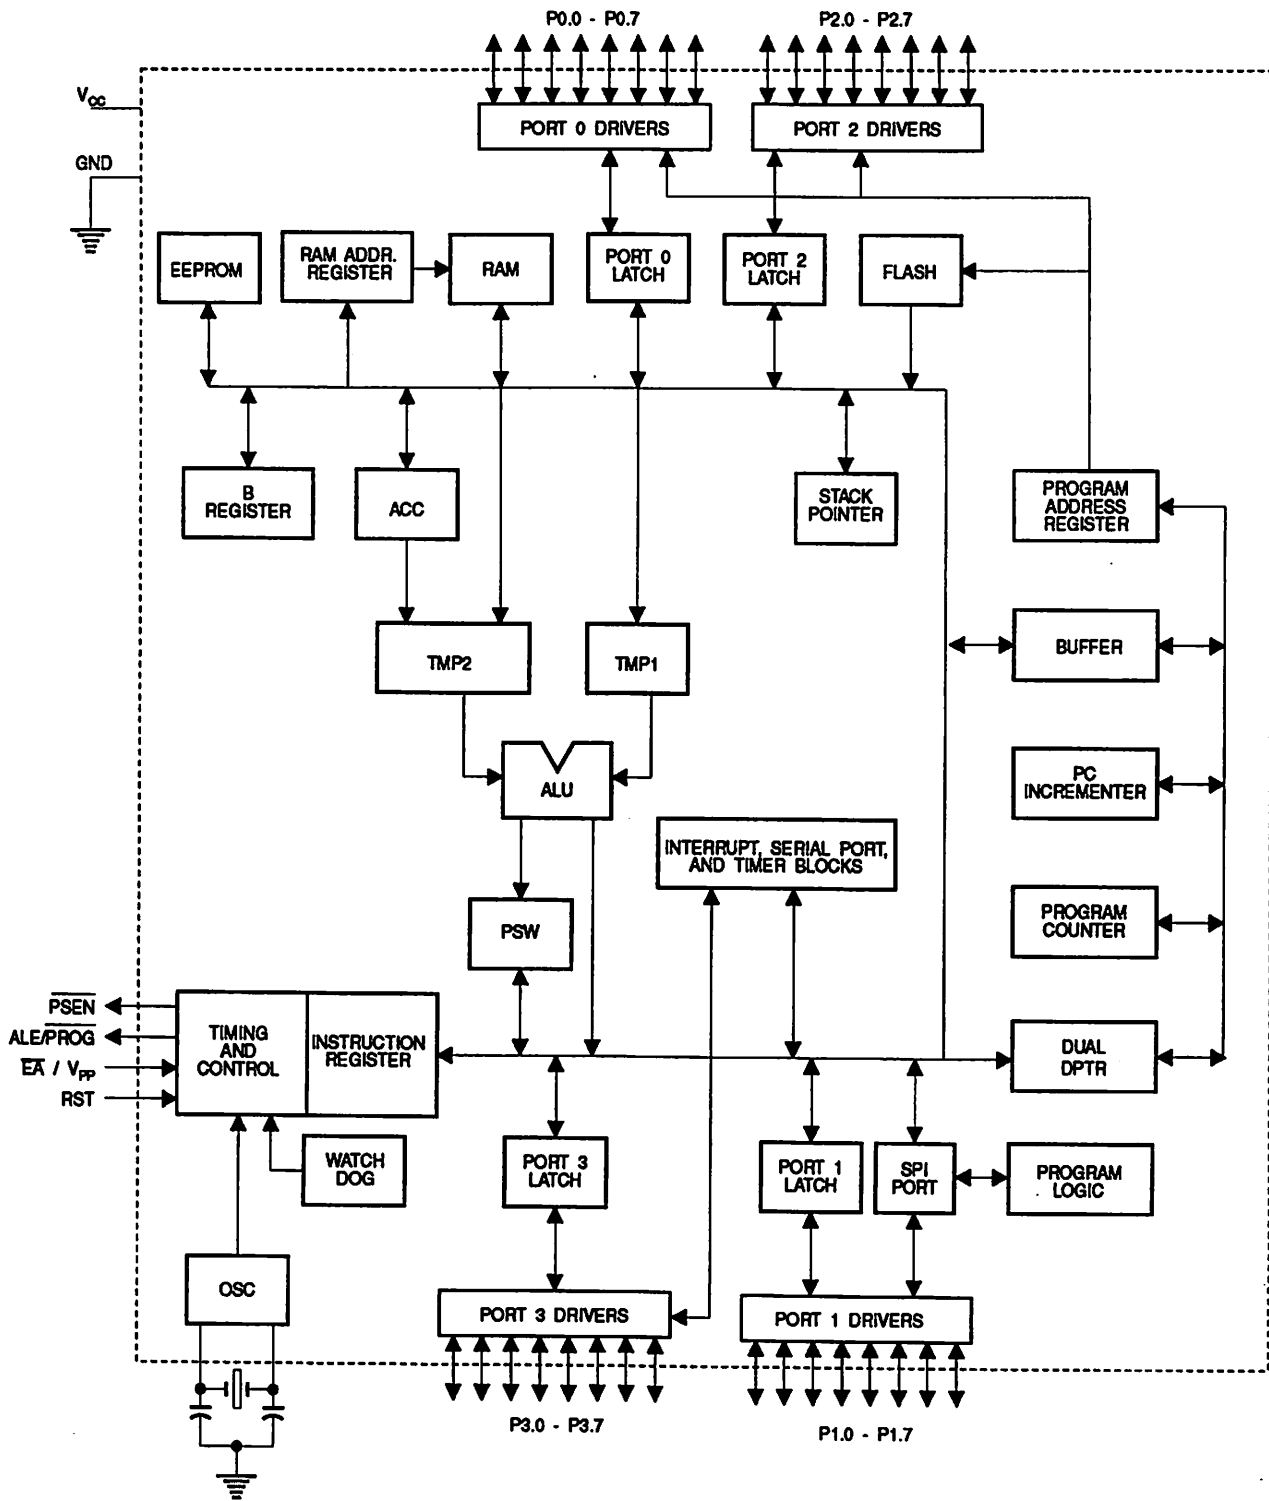 P0.0 - P0.7
P2.0 - P2.7
VCC
GND
PORT 0 DRIVERS
PORT 2 DRIVERS
EEPROM
RAM ADDR.
REGISTER
RAM
PORT 0
LATCH
PORT 2
LATCH
FLASH
B
REGISTER
ACC
STACK
POINTER
PROGRAM
ADDRESS
REGISTER
TMP2
TMP1
BUFFER
ALU
PC
INCREMENTER
INTERRUPT, SERIAL PORT,
AND TIMER BLOCKS
PSW
PROGRAM
COUNTER
PSEN
ALE/PROG
EA / VPP
RST
TIMING
AND
CONTROL
INSTRUCTION
REGISTER
DUAL
DPTR
WATCH
DOG
PORT 3
LATCH
PORT 1
LATCH
SPI
PORT
PROGRAM
LOGIC
OSC
PORT 3 DRIVERS
PORT 1 DRIVERS
P3.0 - P3.7
P1.0 - P1.7